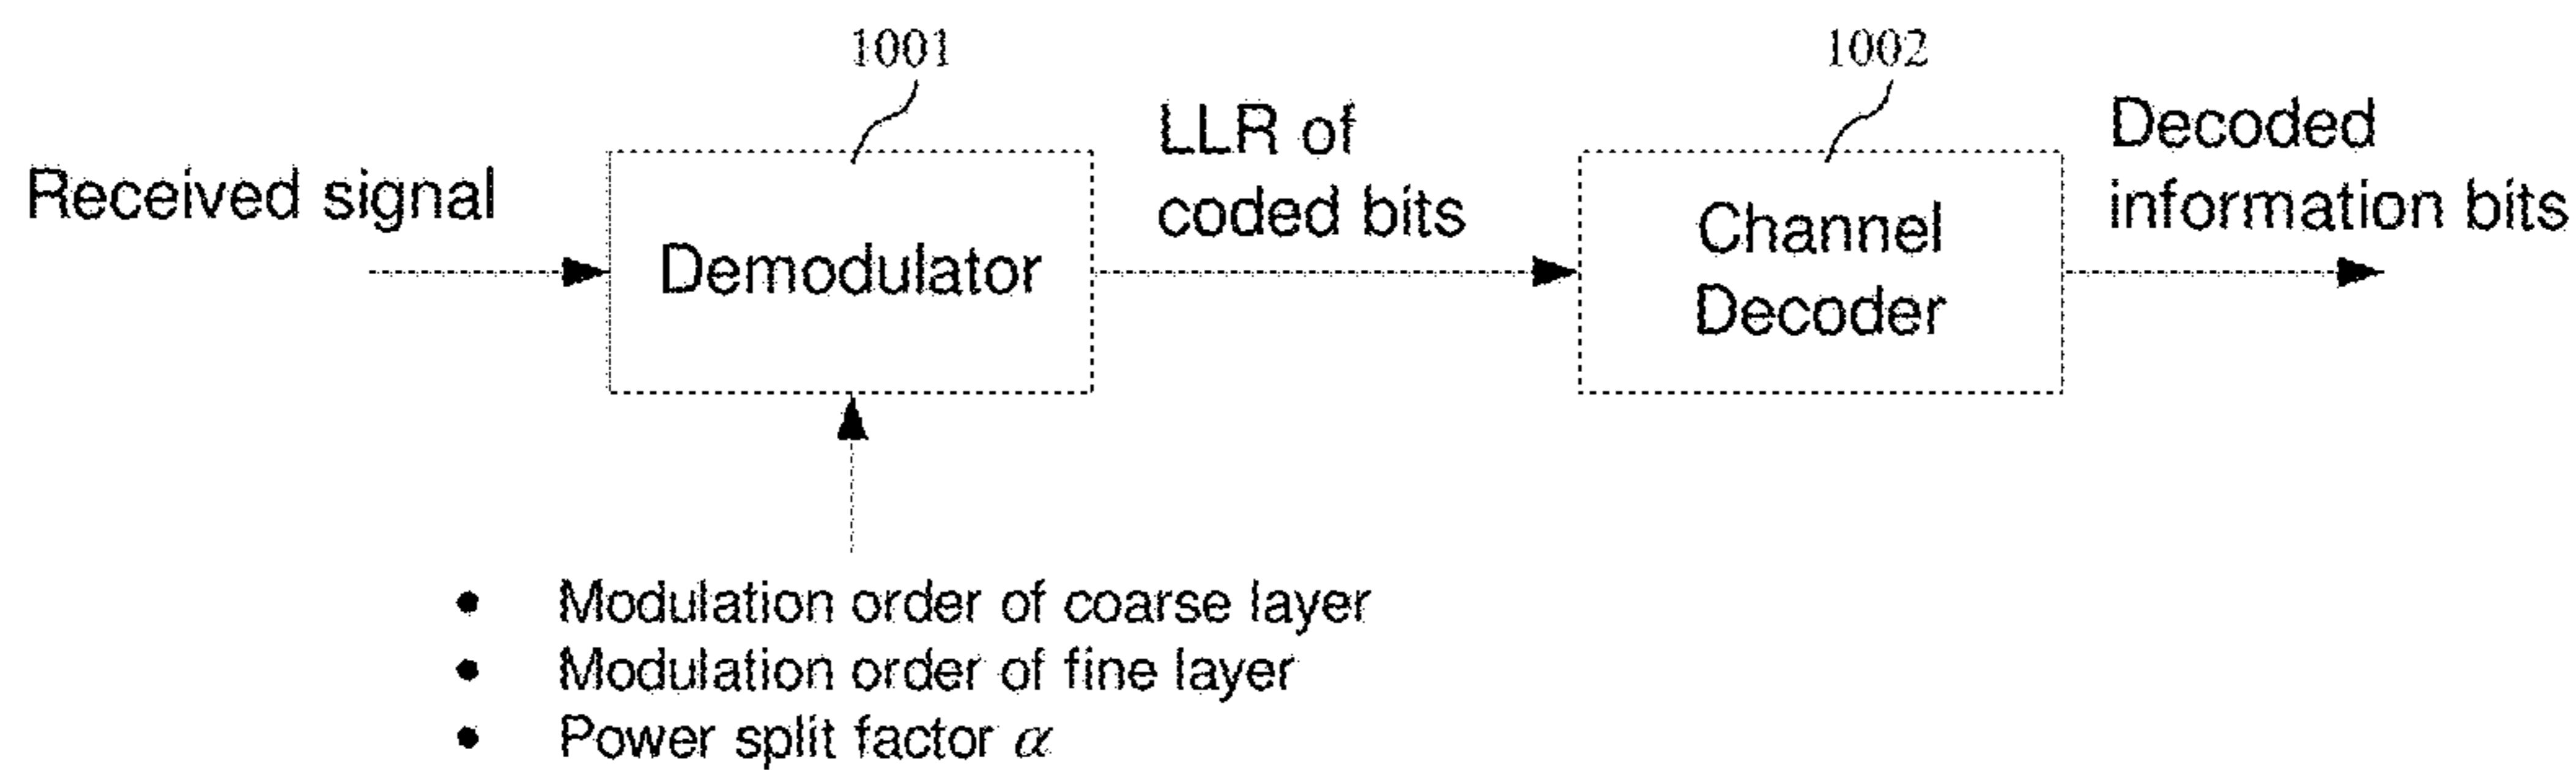 1001
1002
Received signal
Demodulator
LLR of
coded bits
Channel
Decoder
Decoded
information bits
• Modulation order of coarse layer
• Modulation order of fine layer
• Power split factor α